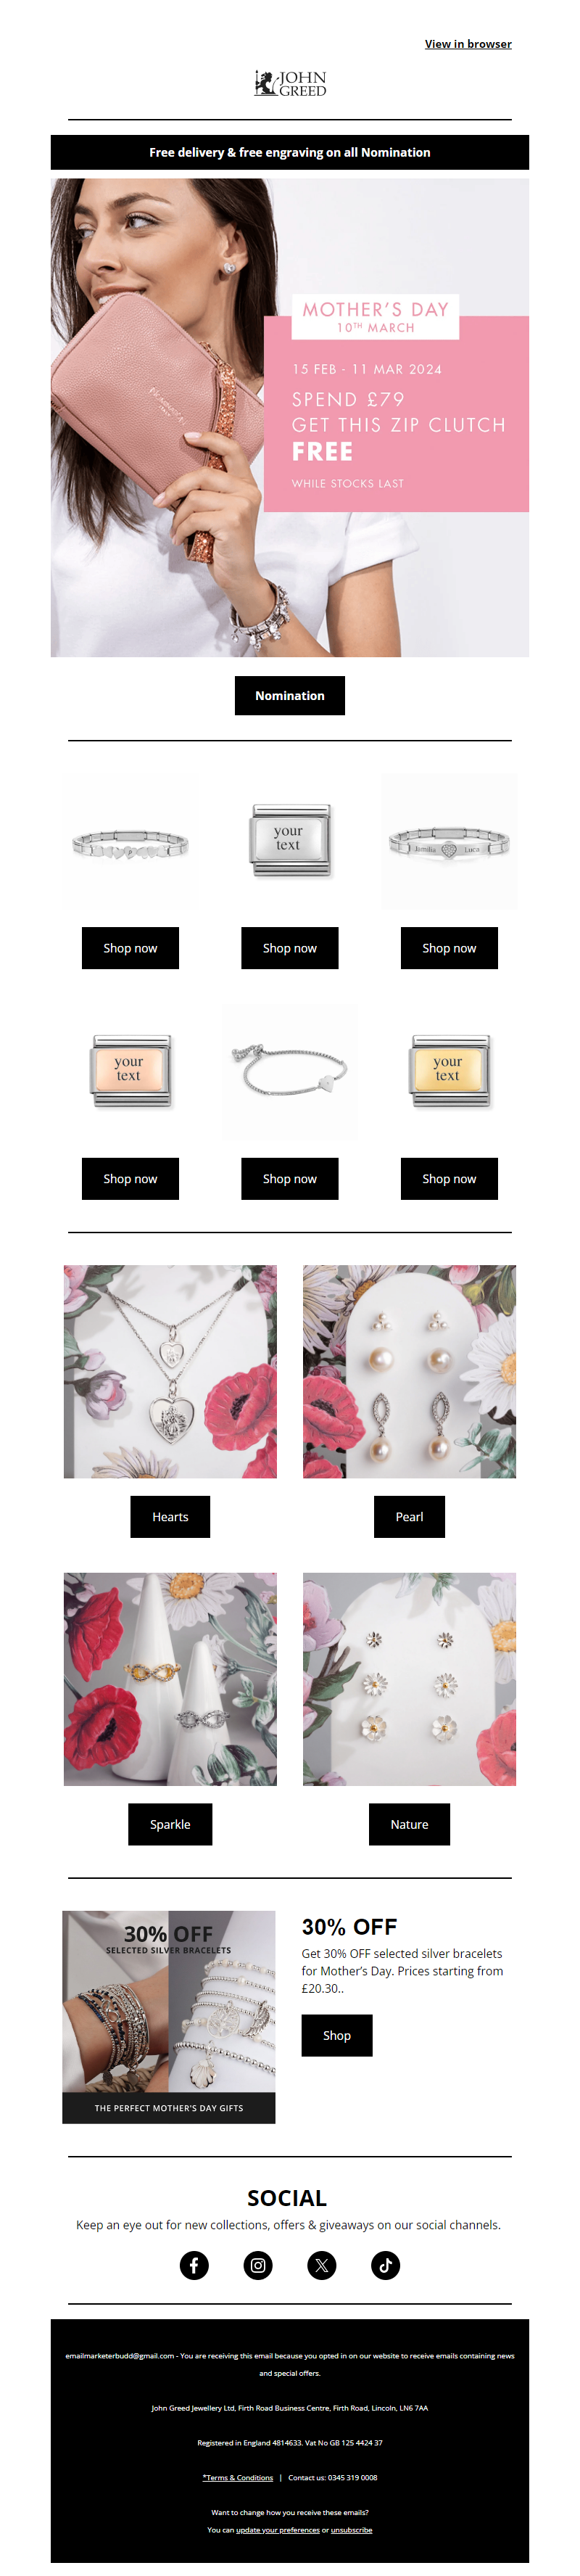 View in browser
JOHN
GREED
Free delivery & free engraving on all Nomination
MOTHER'S DAY
10TH MARCH
15 FEB - 11 MAR 2024
SPEND £79
GET THIS ZIP CLUTCH
FREE
WHILE STOCKS LAST
Nomination
your
text
Familia Luca
Shop now Shop now Shop now
your
text
your
text
Shop now Shop now Shop now
Hearts Pearl
Sparkle Nature
30% OFF
SELECTED SILVER BRACELETS
THE PERFECT MOTHER'S DAY GIFTS
30% OFF
Get 30% OFF selected silver bracelets
for Mother's Day. Prices starting from
£20.30..
Shop
SOCIAL
Keep an eye out for new collections, offers & giveaways on our social channels.
emailmarketerbudd@gmail.com - You are receiving this email because you opted in on our website to receive emails containing news
and special offers.
John Greed Jewellery Ltd, Firth Road Business Centre, Firth Road, Lincoln, LN6 7AA
Registered in England 4814633. Vat No GB 125 4424 37
*Terms & Conditions | Contact us: 0345 319 0008
Want to change how you receive these emails?
You can update your preferences or unsubscribe